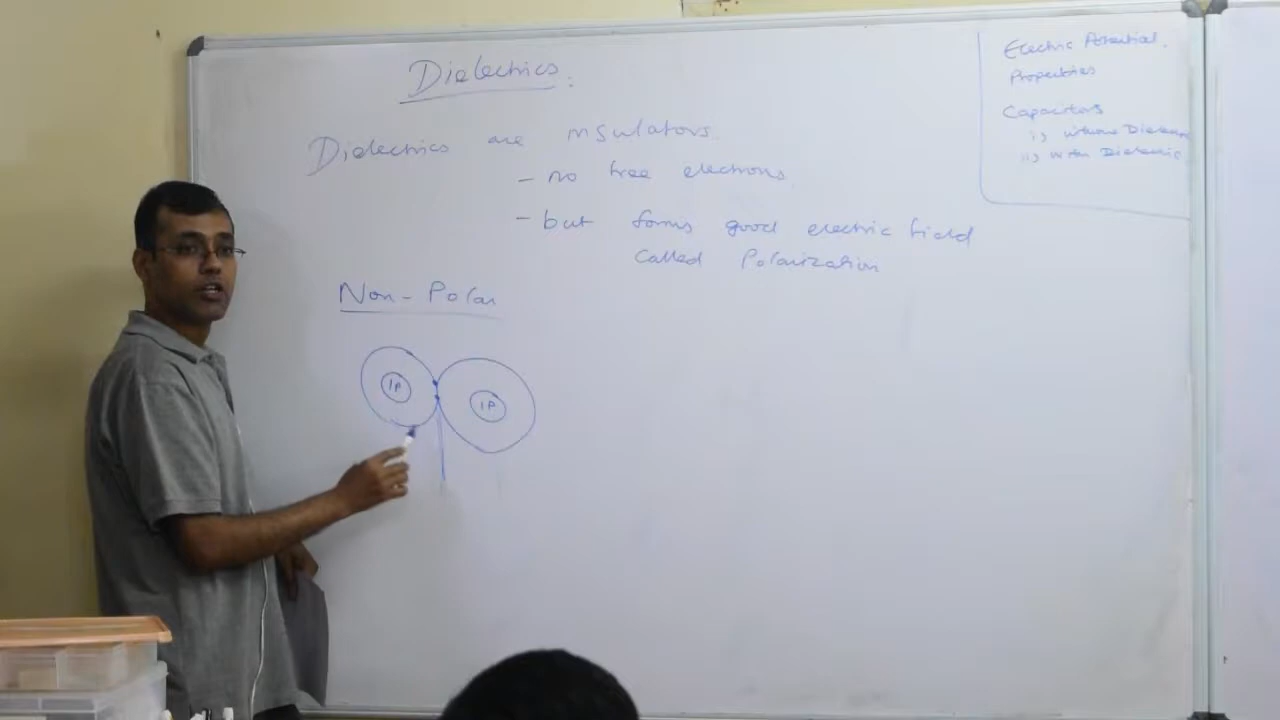 Dielectrics.
Dielectrics are insulators.
- no free electrons.
- but forms good electric field
called Polarization
Non-Polar
1P
1P
Electric Potential.
Properties
Capacitors
i) without Dielectric
ii) with Dielectric